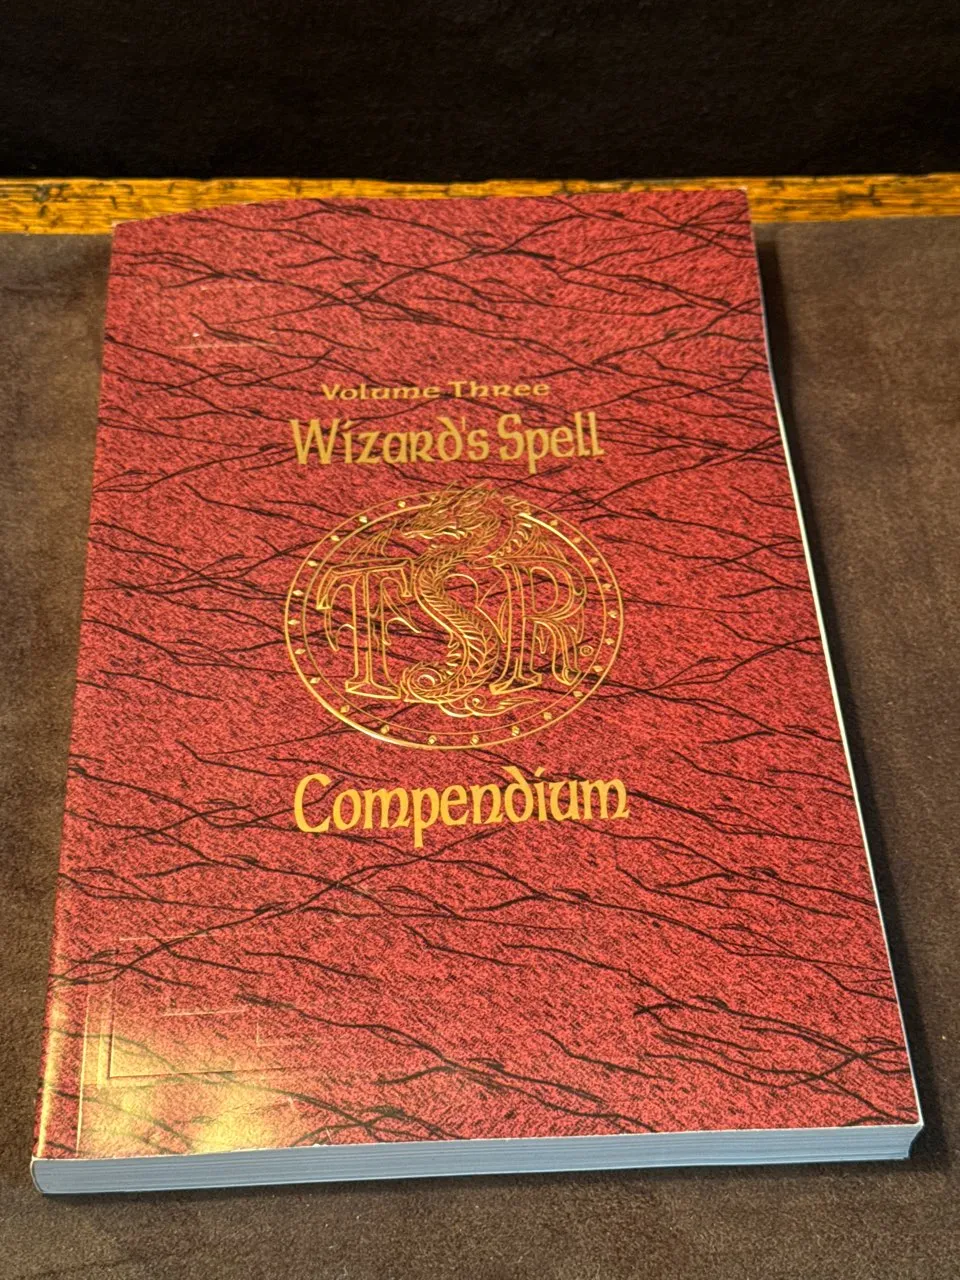 Volume Three
Wizard's Spell
TSR®
Compendium